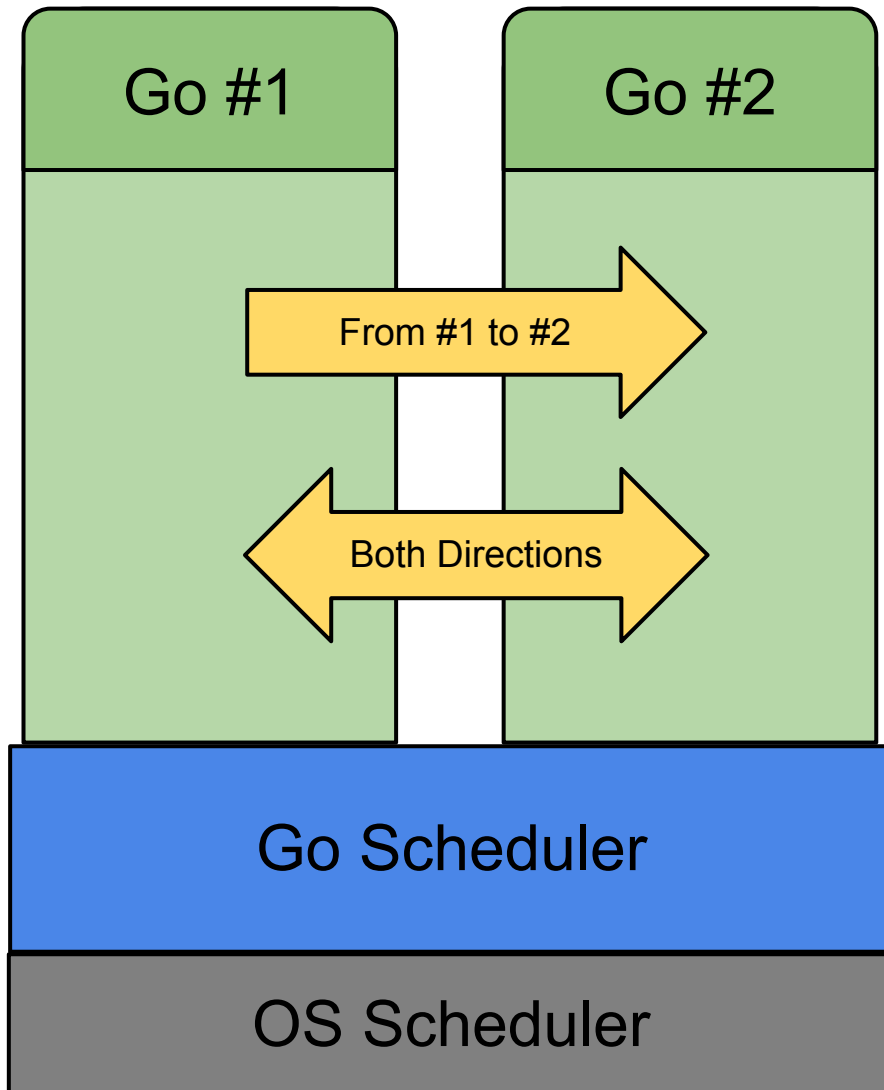 Go #1
Go #2
From #1 to #2
Both Directions
Go Scheduler
OS Scheduler